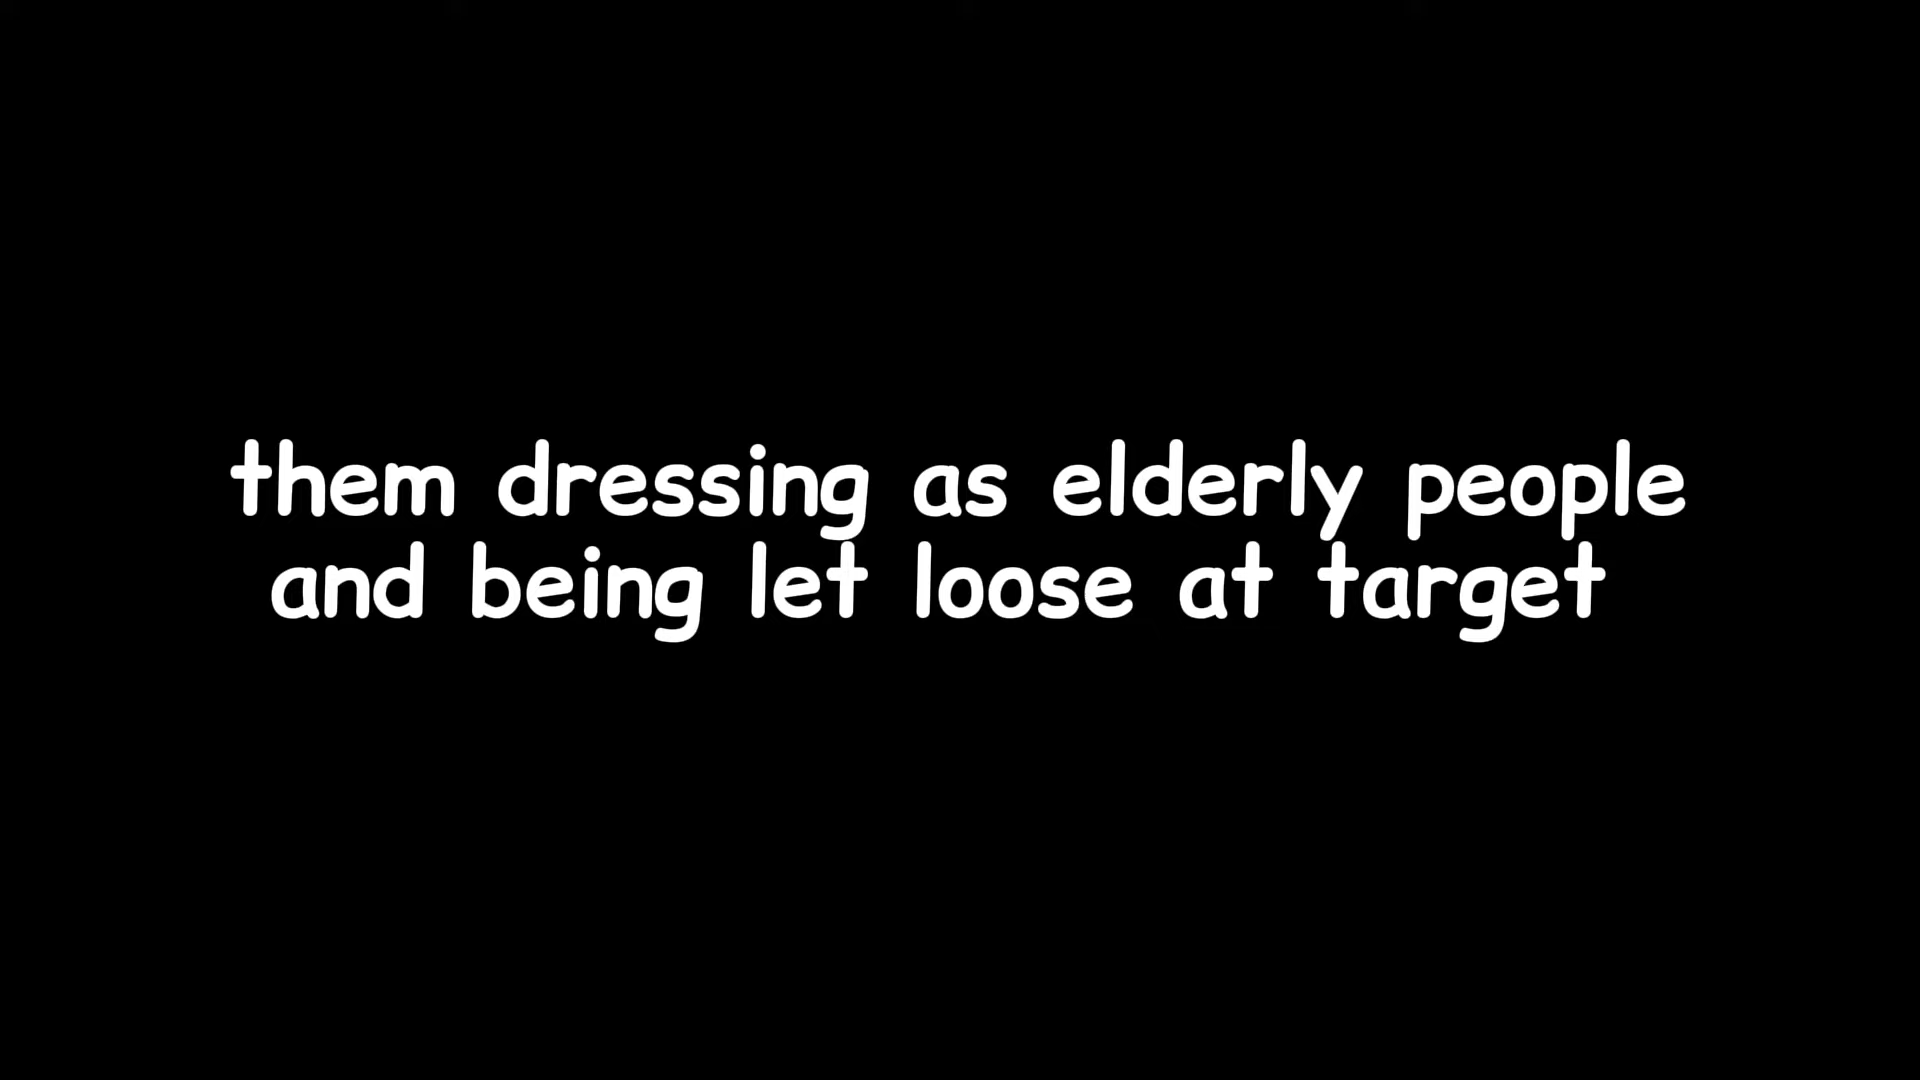 them dressing as elderly people
and being let loose at target